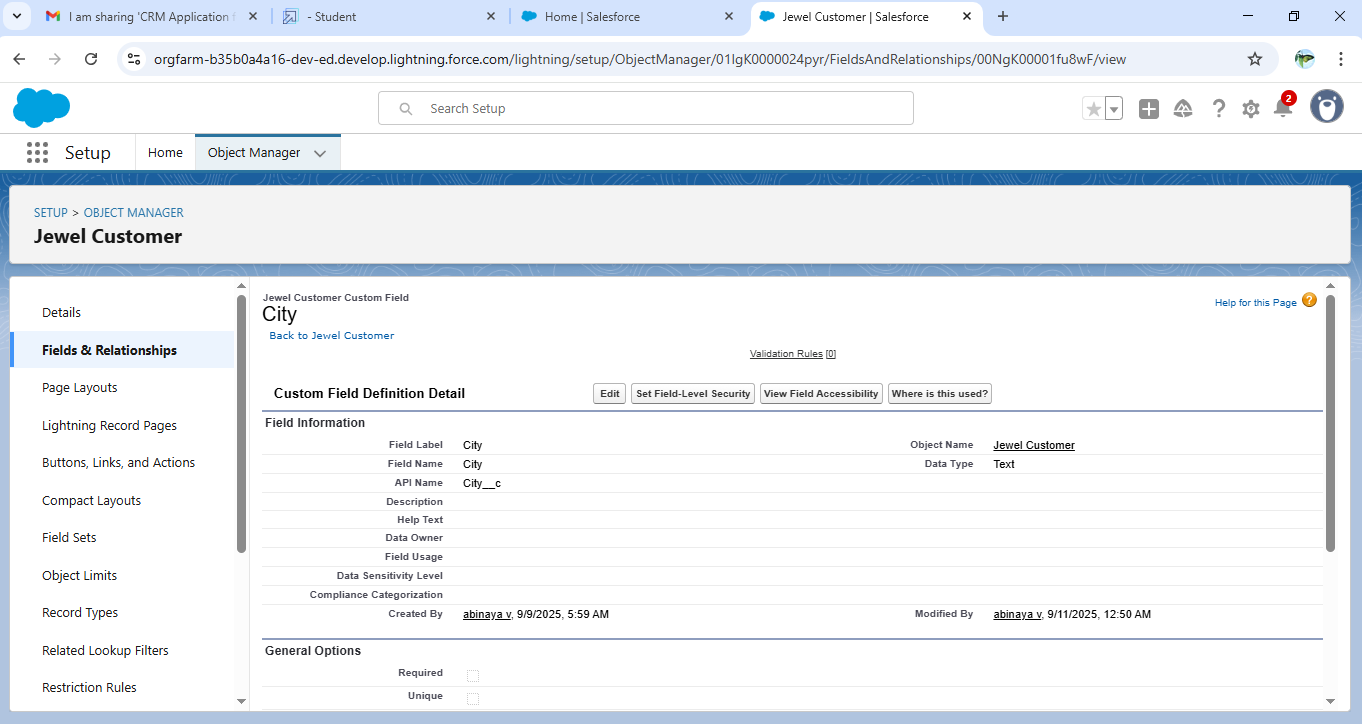 I am sharing 'CRM Application f
- Student
Home | Salesforce
Jewel Customer | Salesforce
orgfarm-b35b0a4a16-dev-ed.develop.lightning.force.com/lightning/setup/ObjectManager/01IgK0000024pyr/FieldsAndRelationships/00NgK00001fu8wF/view
Search Setup
2
Setup
Home
Object Manager
SETUP > OBJECT MANAGER
Jewel Customer
Details
Fields & Relationships
Page Layouts
Lightning Record Pages
Buttons, Links, and Actions
Compact Layouts
Field Sets
Object Limits
Record Types
Related Lookup Filters
Restriction Rules
Jewel Customer Custom Field
City
Back to Jewel Customer
Help for this Page ?
Validation Rules [0]
Custom Field Definition Detail
Edit
Set Field-Level Security
View Field Accessibility
Where is this used?
Field Information
Field Label City
Object Name Jewel Customer
Field Name City
Data Type Text
API Name City__c
Description
Help Text
Data Owner
Field Usage
Data Sensitivity Level
Compliance Categorization
Created By abinaya v, 9/9/2025, 5:59 AM
Modified By abinaya v, 9/11/2025, 12:50 AM
General Options
Required
Unique